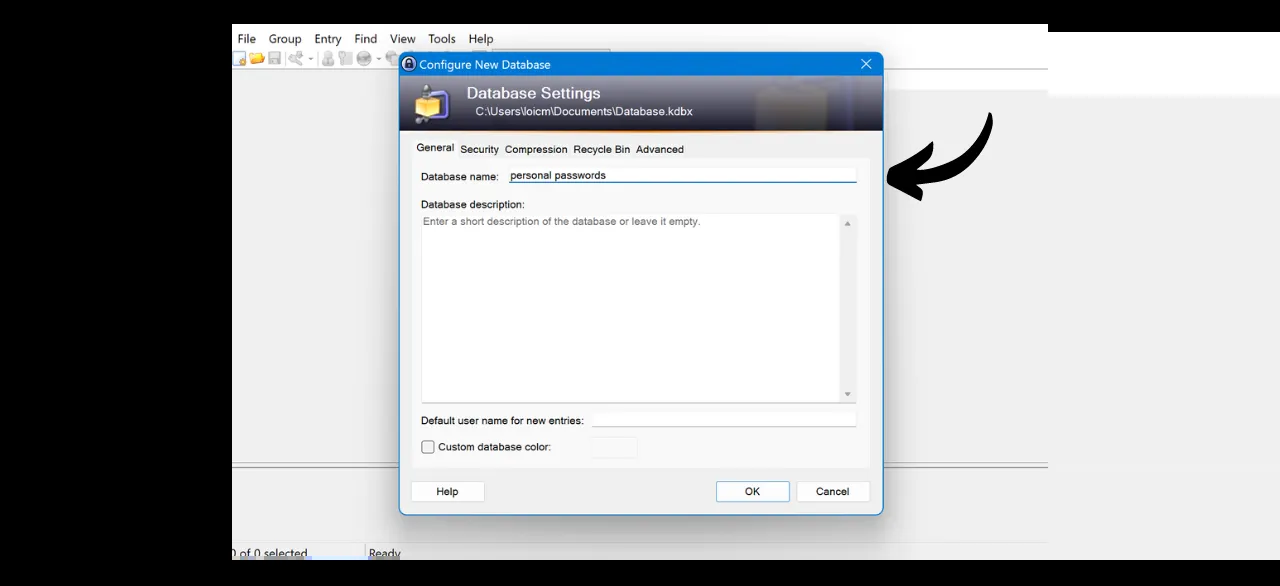 File Group Entry Find View Tools Help
Configure New Database
Database Settings
C:\Users\loicm\Documents\Database.kdbx
General Security Compression Recycle Bin Advanced
Database name: personal passwords
Database description:
Enter a short description of the database or leave it empty.
Default user name for new entries:
Custom database color:
Help OK Cancel
0 of 0 selected Ready